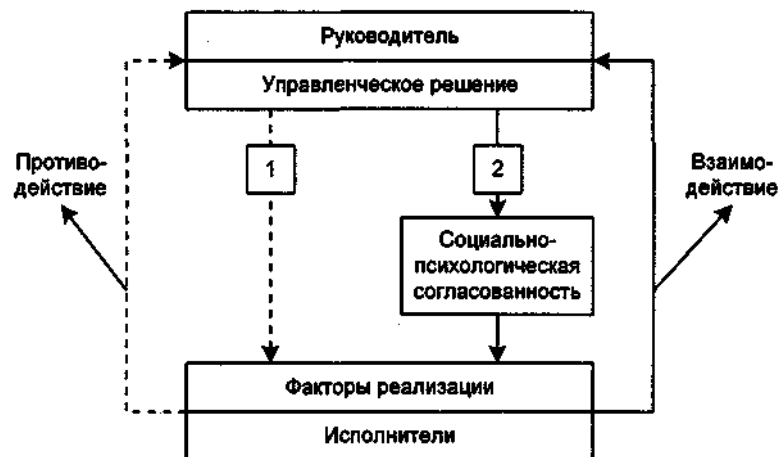 Руководитель
Управленческое решение
Противо-
действие
1
2
Взаимо-
действие
Социально-
психологическая
согласованность
Факторы реализации
Исполнители